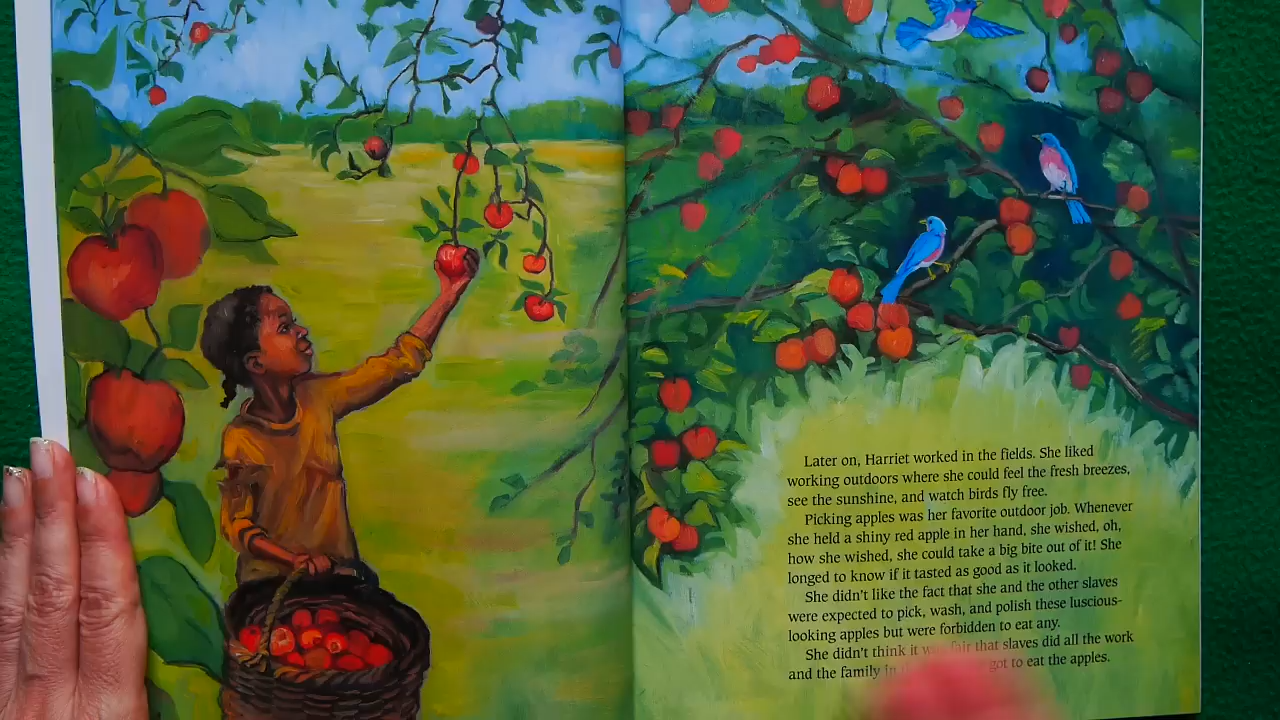 Later on, Harriet worked in the fields. She liked
working outdoors where she could feel the fresh breezes,
see the sunshine, and watch birds fly free.
Picking apples was her favorite outdoor job. Whenever
she held a shiny red apple in her hand, she wished, oh,
how she wished, she could take a big bite out of it! She
longed to know if it tasted as good as it looked.
She didn't like the fact that she and the other slaves
were expected to pick, wash, and polish these luscious-
looking apples but were forbidden to eat any.
She didn't think it was fair that slaves did all the work
and the family in got to eat the apples.